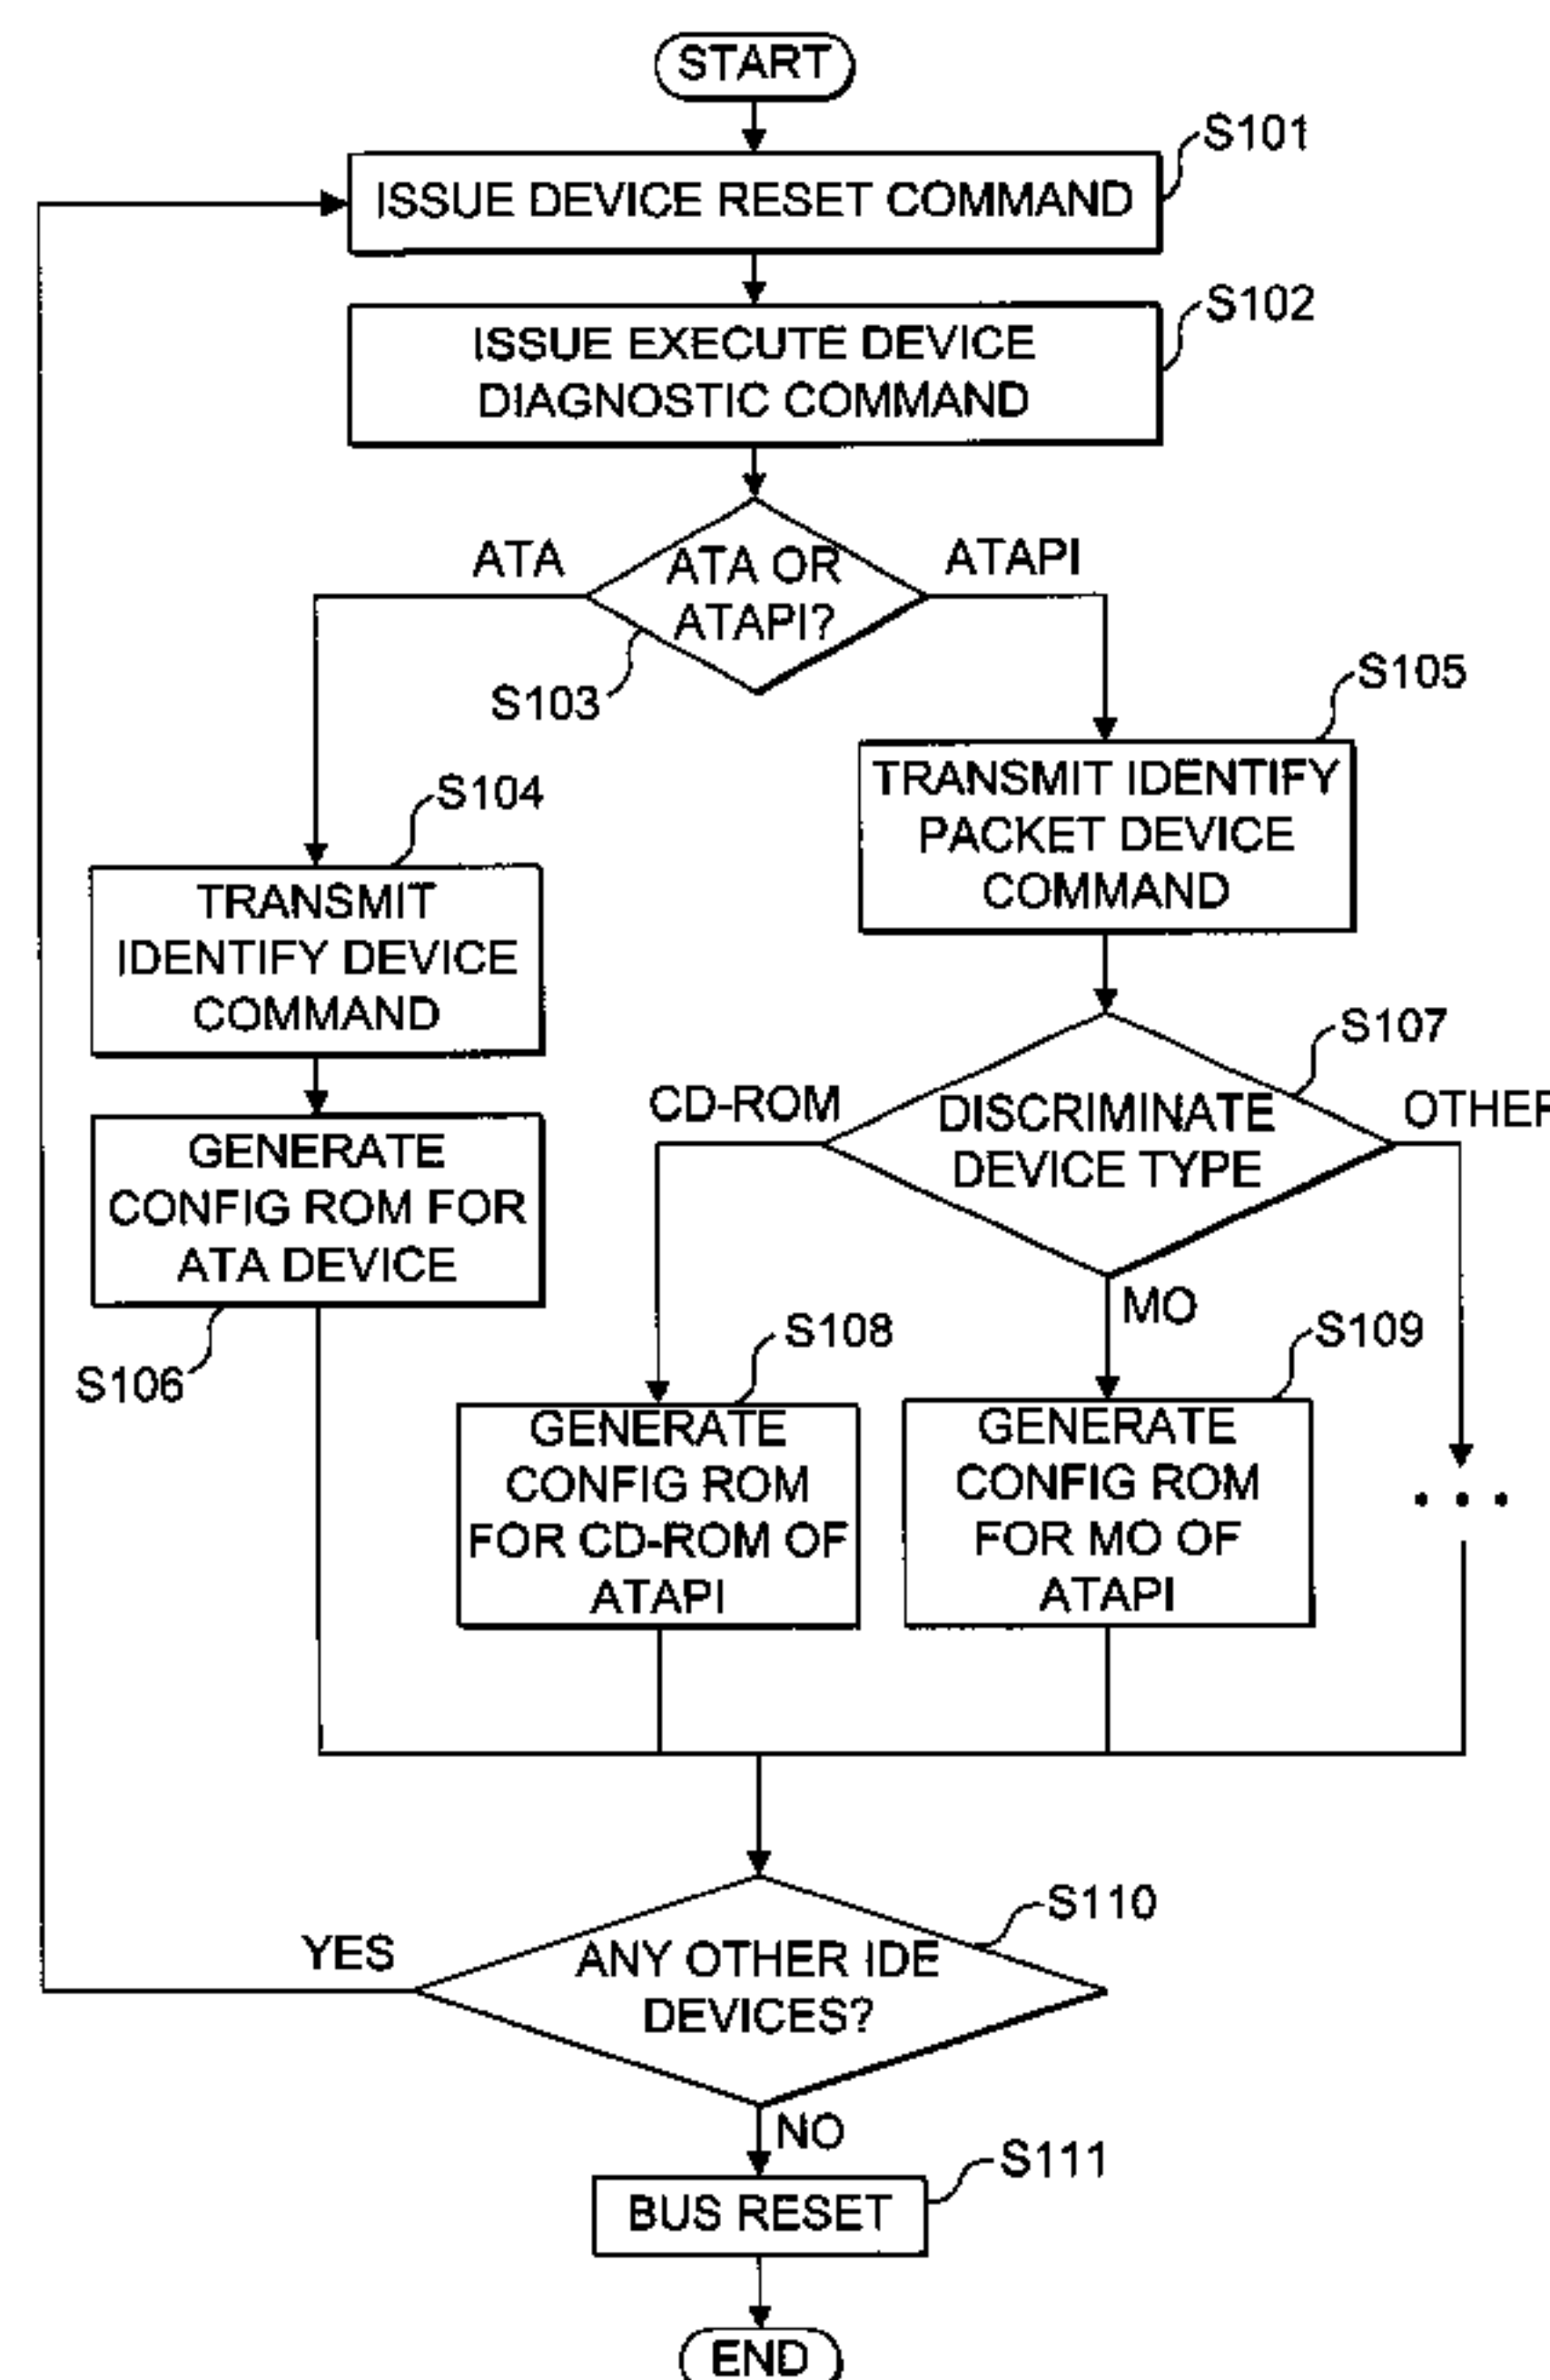 START
S101
ISSUE DEVICE RESET COMMAND
S102
ISSUE EXECUTE DEVICE
DIAGNOSTIC COMMAND
ATA
ATA OR
ATAPI?
ATAPI
S103
S105
TRANSMIT IDENTIFY
PACKET DEVICE
COMMAND
S104
TRANSMIT
IDENTIFY DEVICE
COMMAND
S107
CD-ROM
DISCRIMINATE
DEVICE TYPE
OTHER
GENERATE
CONFIG ROM FOR
ATA DEVICE
MO
S106
S108
S109
GENERATE
CONFIG ROM
FOR CD-ROM OF
ATAPI
GENERATE
CONFIG ROM
FOR MO OF
ATAPI
• • •
S110
YES
ANY OTHER IDE
DEVICES?
NO
S111
BUS RESET
END